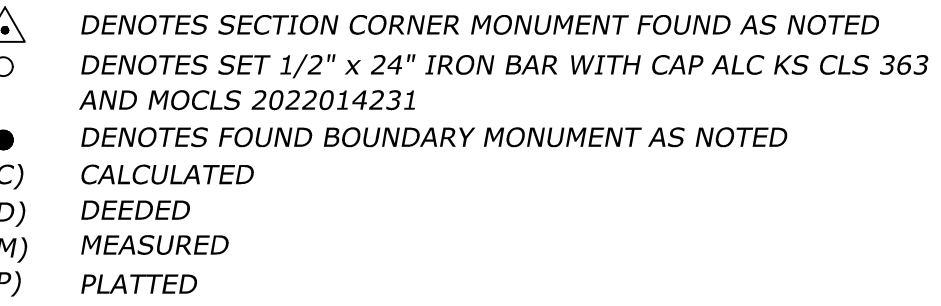 DENOTES SECTION CORNER MONUMENT FOUND AS NOTED
DENOTES SET 1/2" x 24" IRON BAR WITH CAP ALC KS CLS 363
AND MOCLS 2022014231
DENOTES FOUND BOUNDARY MONUMENT AS NOTED
C) CALCULATED
D) DEEDED
M) MEASURED
P) PLATTED